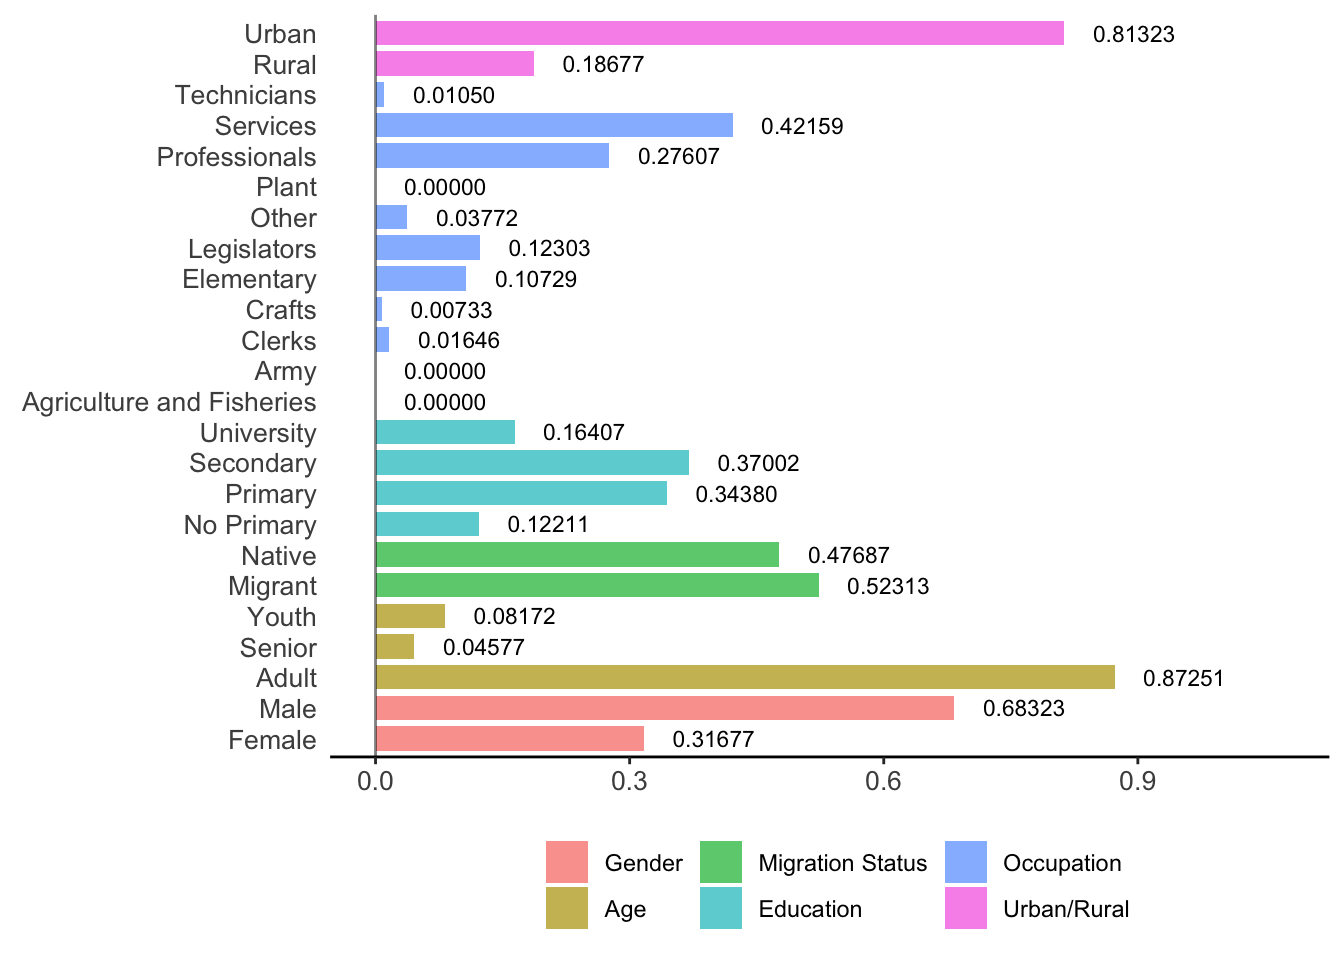 Urban 0.81323
Rural 0.18677
Technicians 0.01050
Services 0.42159
Professionals 0.27607
Plant 0.00000
Other 0.03772
Legislators 0.12303
Elementary 0.10729
Crafts 0.00733
Clerks 0.01646
Army 0.00000
Agriculture and Fisheries 0.00000
University 0.16407
Secondary 0.37002
Primary 0.34380
No Primary 0.12211
Native 0.47687
Migrant 0.52313
Youth 0.08172
Senior 0.04577
Adult 0.87251
Male 0.68323
Female 0.31677
0.0 0.3 0.6 0.9
Gender Migration Status Occupation
Age Education Urban/Rural